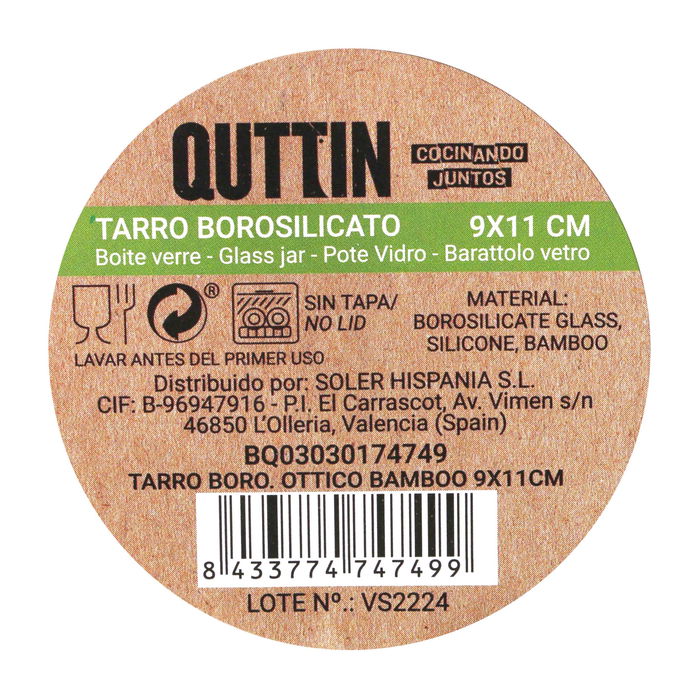 QUTTIN
COCINANDO
JUNTOS
TARRO BOROSILICATO 9X11 CM
Boite verre - Glass jar - Pote Vidro - Barattolo vetro
®
SIN TAPA/
NO LID
LAVAR ANTES DEL PRIMER USO
MATERIAL:
BOROSILICATE GLASS,
SILICONE, BAMBOO
Distribuido por: SOLER HISPANIA S.L.
CIF: B-96947916 - P.I. El Carrascot, Av. Vimen s/n
46850 L'Olleria, Valencia (Spain)
BQ03030174749
TARRO BORO. OTTICO BAMBOO 9X11CM
8 433774 747499
LOTE Nº.: VS2224